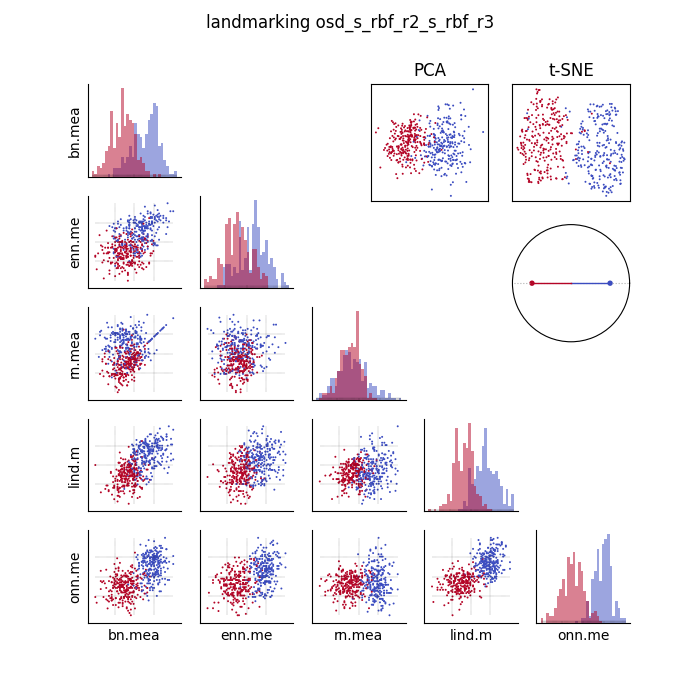 landmarking osd_s_rbf_r2_s_rbf_r3
PCA
t-SNE
bn.mea
enn.me
rn.mea
lind.m
onn.me
bn.mea
enn.me
rn.mea
lind.m
onn.me